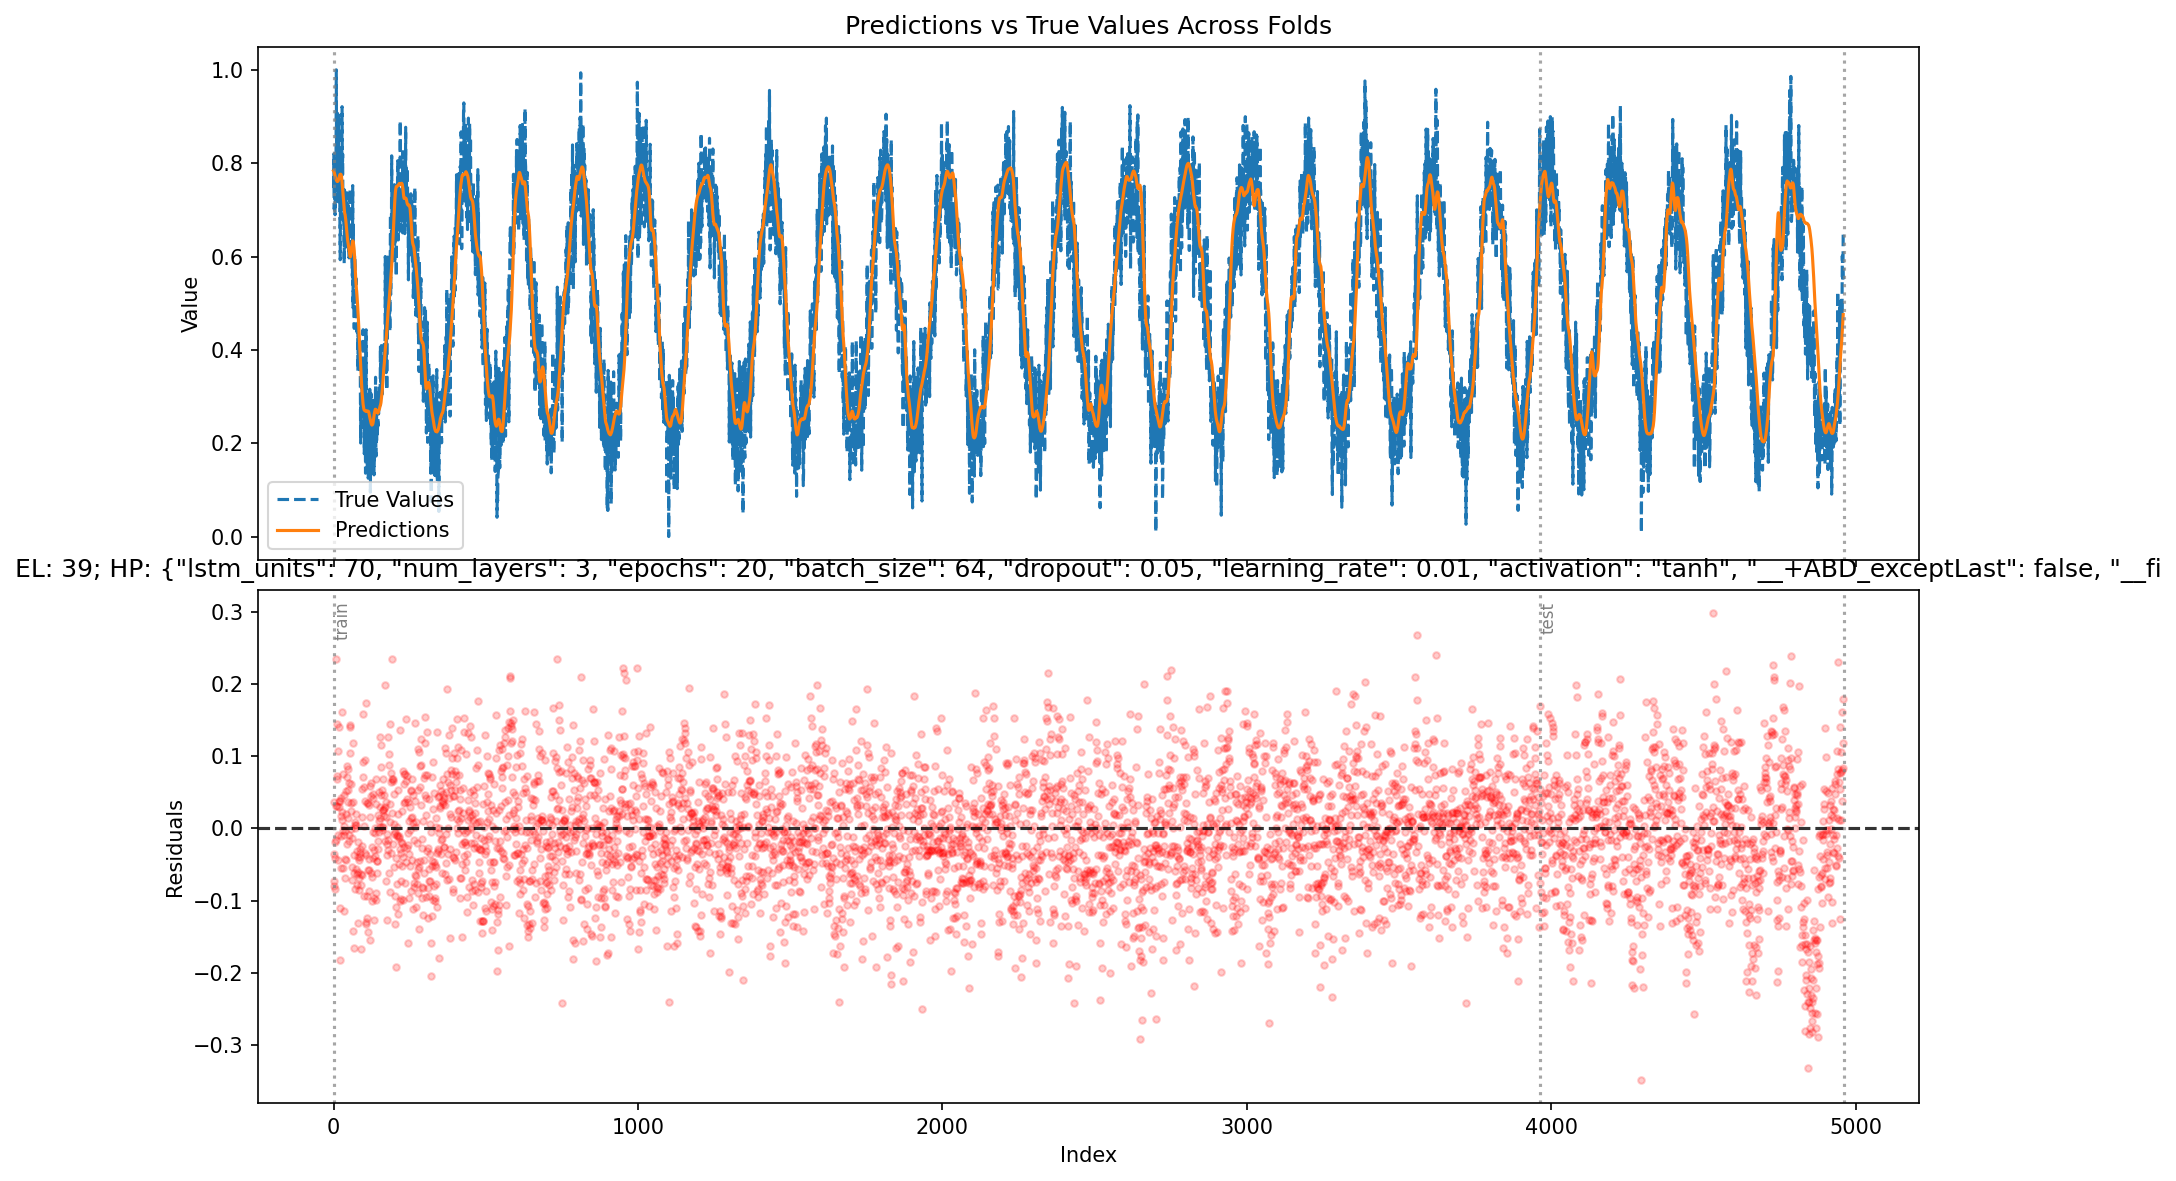 Predictions vs True Values Across Folds
1.0
0.8
0.6
0.4
0.2
0.0
Value
True Values
Predictions
EL: 39; HP: {"lstm_units": 70, "num_layers": 3, "epochs": 20, "batch_size": 64, "dropout": 0.05, "learning_rate": 0.01, "activation": "tanh", "__+ABD_exceptLast": false, "__fi
train
test
0.3
0.2
0.1
0.0
−0.1
−0.2
−0.3
Residuals
0
1000
2000
3000
4000
5000
Index